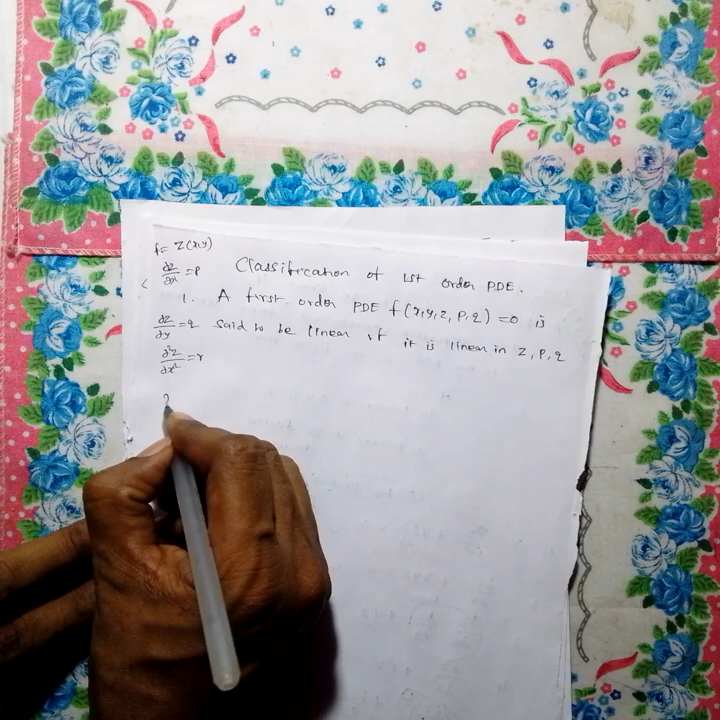 f= Z(x,y)
∂z/∂x = P Classification of 1st order PDE.
1. A first order PDE f(x,y,z,P,q)=0 is
∂z/∂y = q said to be linear if it is linear in z, P, q
∂²z/∂x² = r
∂